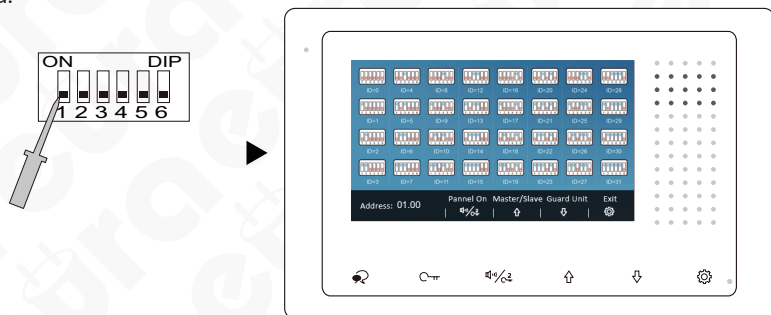 ON DIP
1 2 3 4 5 6
ID=0 ID=4 ID=8 ID=12 ID=16 ID=20 ID=24 ID=28
ID=1 ID=5 ID=9 ID=13 ID=17 ID=21 ID=25 ID=29
ID=2 ID=6 ID=10 ID=14 ID=18 ID=22 ID=26 ID=30
ID=3 ID=7 ID=11 ID=15 ID=19 ID=23 ID=27 ID=31
Address: 01.00 Pannel On Master/Slave Guard Unit Exit